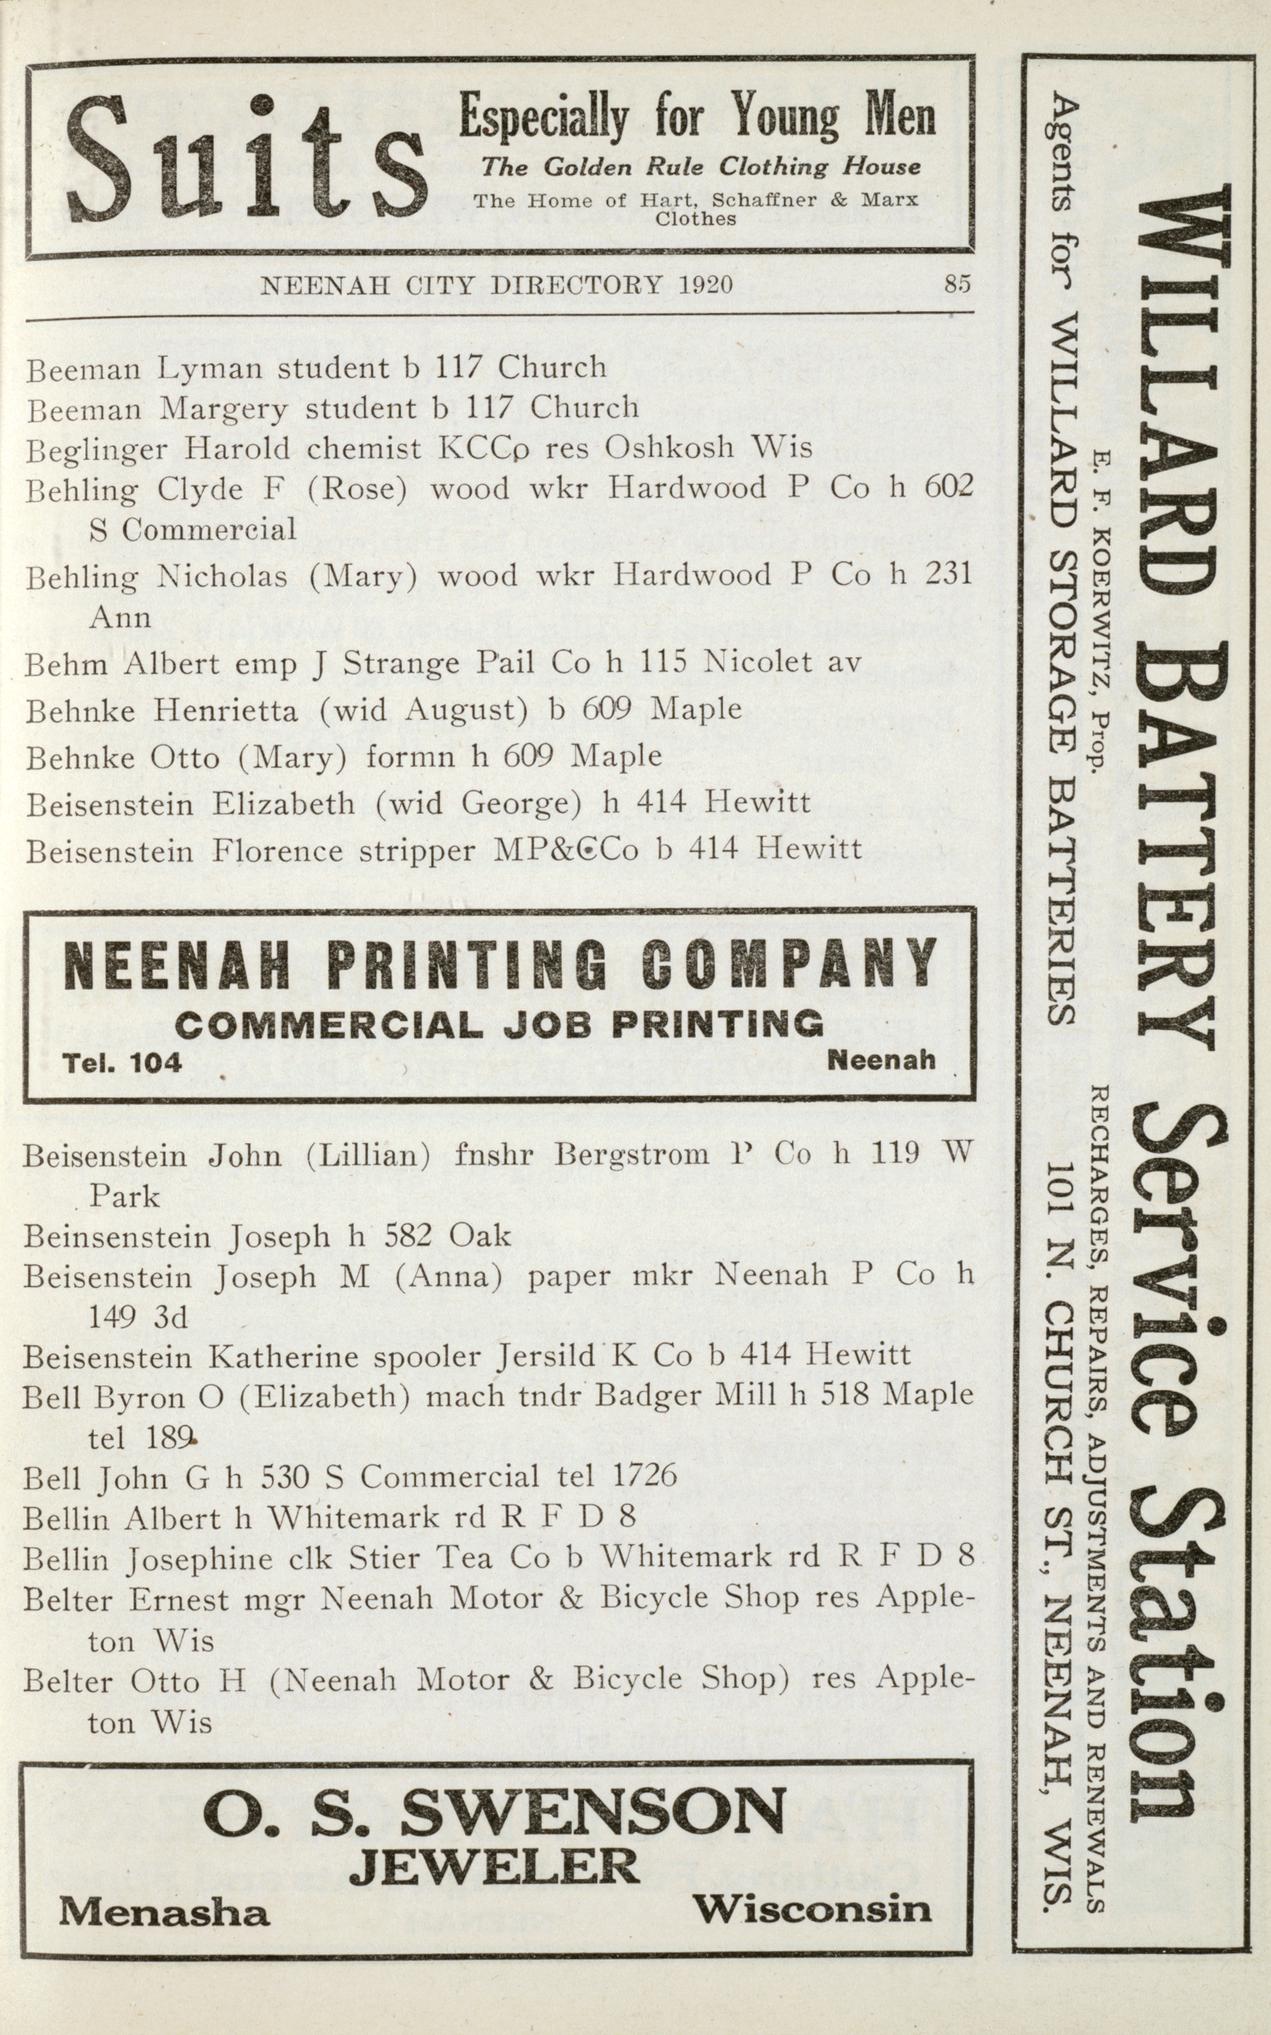 Suits
Especially for Young Men
The Golden Rule Clothing House
The Home of Hart, Schaffner & Marx
Clothes
NEENAH CITY DIRECTORY 1920 85
Beeman Lyman student b 117 Church
Beeman Margery student b 117 Church
Beglinger Harold chemist KCCo res Oshkosh Wis
Behling Clyde F (Rose) wood wkr Hardwood P Co h 602
S Commercial
Behling Nicholas (Mary) wood wkr Hardwood P Co h 231
Ann
Behm Albert emp J Strange Pail Co h 115 Nicolet av
Behnke Henrietta (wid August) b 609 Maple
Behnke Otto (Mary) formn h 609 Maple
Beisenstein Elizabeth (wid George) h 414 Hewitt
Beisenstein Florence stripper MP&CCo b 414 Hewitt
NEENAH PRINTING COMPANY
COMMERCIAL JOB PRINTING
Tel. 104 Neenah
Beisenstein John (Lillian) fnshr Bergstrom P Co h 119 W
Park
Beinsenstein Joseph h 582 Oak
Beisenstein Joseph M (Anna) paper mkr Neenah P Co h
149 3d
Beisenstein Katherine spooler Jersild K Co b 414 Hewitt
Bell Byron O (Elizabeth) mach tndr Badger Mill h 518 Maple
tel 189
Bell John G h 530 S Commercial tel 1726
Bellin Albert h Whitemark rd R F D 8
Bellin Josephine clk Stier Tea Co b Whitemark rd R F D 8
Belter Ernest mgr Neenah Motor & Bicycle Shop res Apple-
ton Wis
Belter Otto H (Neenah Motor & Bicycle Shop) res Apple-
ton Wis
O. S. SWENSON
JEWELER
Menasha Wisconsin
WILLARD BATTERY Service Station
E. F. KOERWITZ, Prop. RECHARGES, REPAIRS, ADJUSTMENTS AND RENEWALS
Agents for WILLARD STORAGE BATTERIES 101 N. CHURCH ST., NEENAH, WIS.